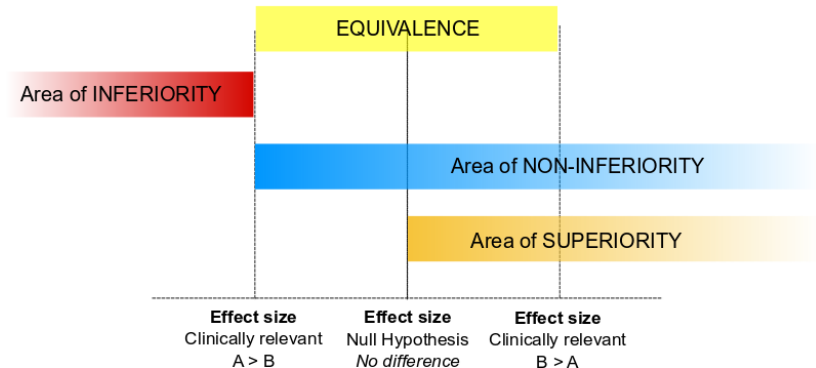 EQUIVALENCE
Area of INFERIORITY
Area of NON-INFERIORITY
Area of SUPERIORITY
Effect size
Clinically relevant
A > B
Effect size
Null Hypothesis
No difference
Effect size
Clinically relevant
B > A